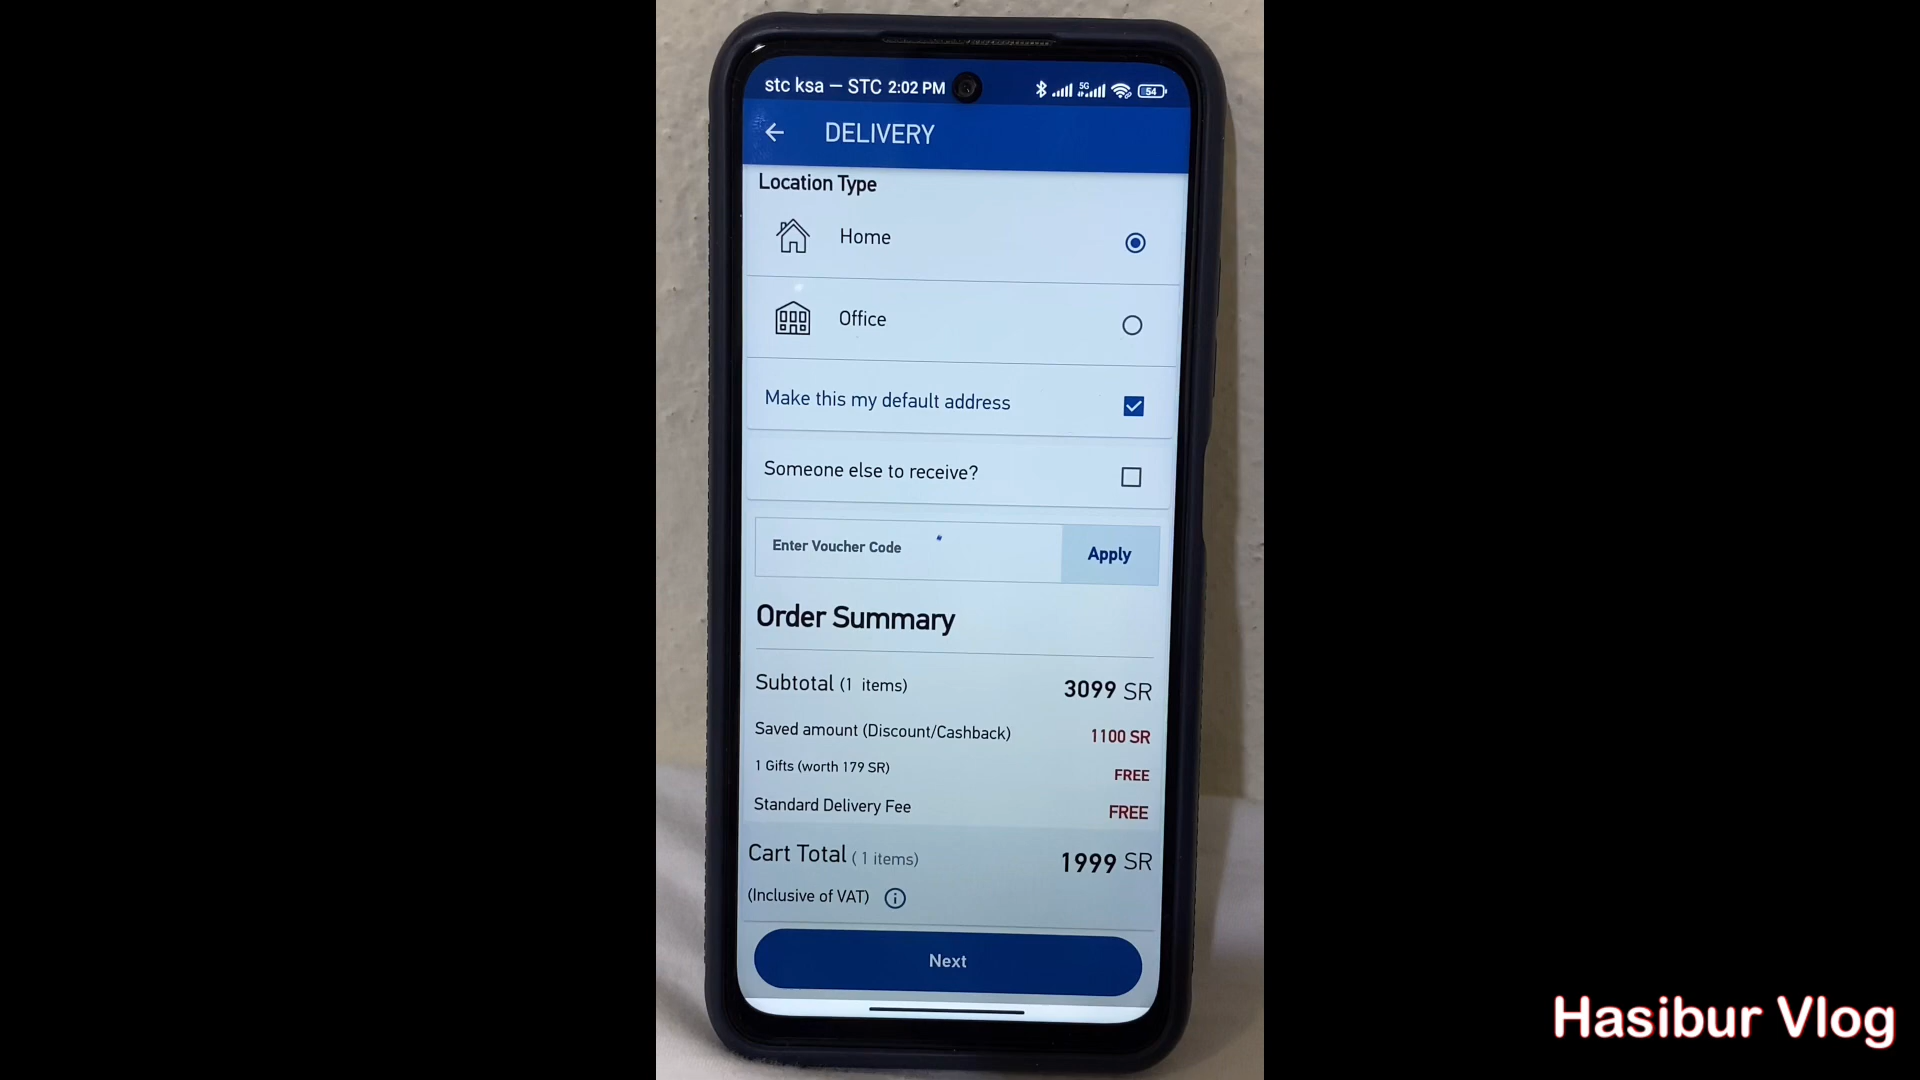 stc ksa — STC 2:02 PM 5G 54
DELIVERY
Location Type
Home
Office
Make this my default address
Someone else to receive?
Enter Voucher Code Apply
Order Summary
Subtotal (1 items) 3099 SR
Saved amount (Discount/Cashback) 1100 SR
1 Gifts (worth 179 SR) FREE
Standard Delivery Fee FREE
Cart Total (1 items) 1999 SR
(Inclusive of VAT) i
Next
Hasibur Vlog